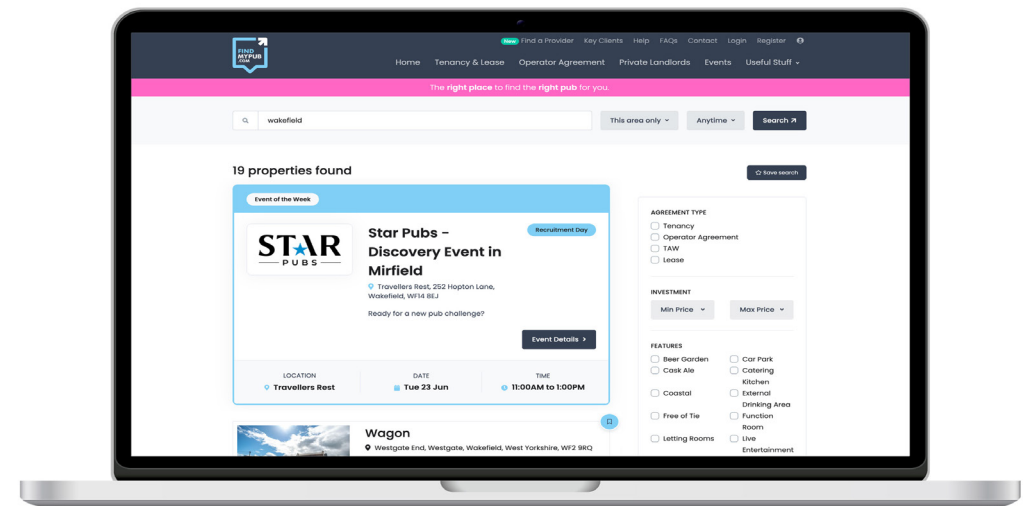 FIND
MYPUB
.COM
New Find a Provider Key Clients Help FAQs Contact Login Register
Home Tenancy & Lease Operator Agreement Private Landlords Events Useful Stuff
The right place to find the right pub for you.
wakefield
This area only
Anytime
Search
19 properties found
Save search
Event of the Week
STAR
PUBS
Star Pubs –
Discovery Event in
Mirfield
Recruitment Day
Travellers Rest, 252 Hopton Lane,
Wakefield, WF14 8EJ
Ready for a new pub challenge?
Event Details
LOCATION
Travellers Rest
DATE
Tue 23 Jun
TIME
11:00AM to 1:00PM
Wagon
Westgate End, Westgate, Wakefield, West Yorkshire, WF2 9RQ
AGREEMENT TYPE
Tenancy
Operator Agreement
TAW
Lease
INVESTMENT
Min Price
Max Price
FEATURES
Beer Garden
Car Park
Cask Ale
Catering
Kitchen
Coastal
External
Drinking Area
Free of Tie
Function
Room
Letting Rooms
Live
Entertainment